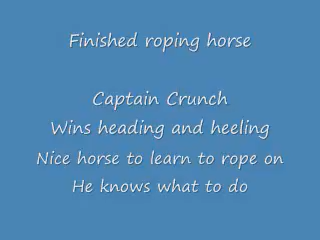 Finished roping horse
Captain Crunch
Wins heading and heeling
Nice horse to learn to rope on
He knows what to do